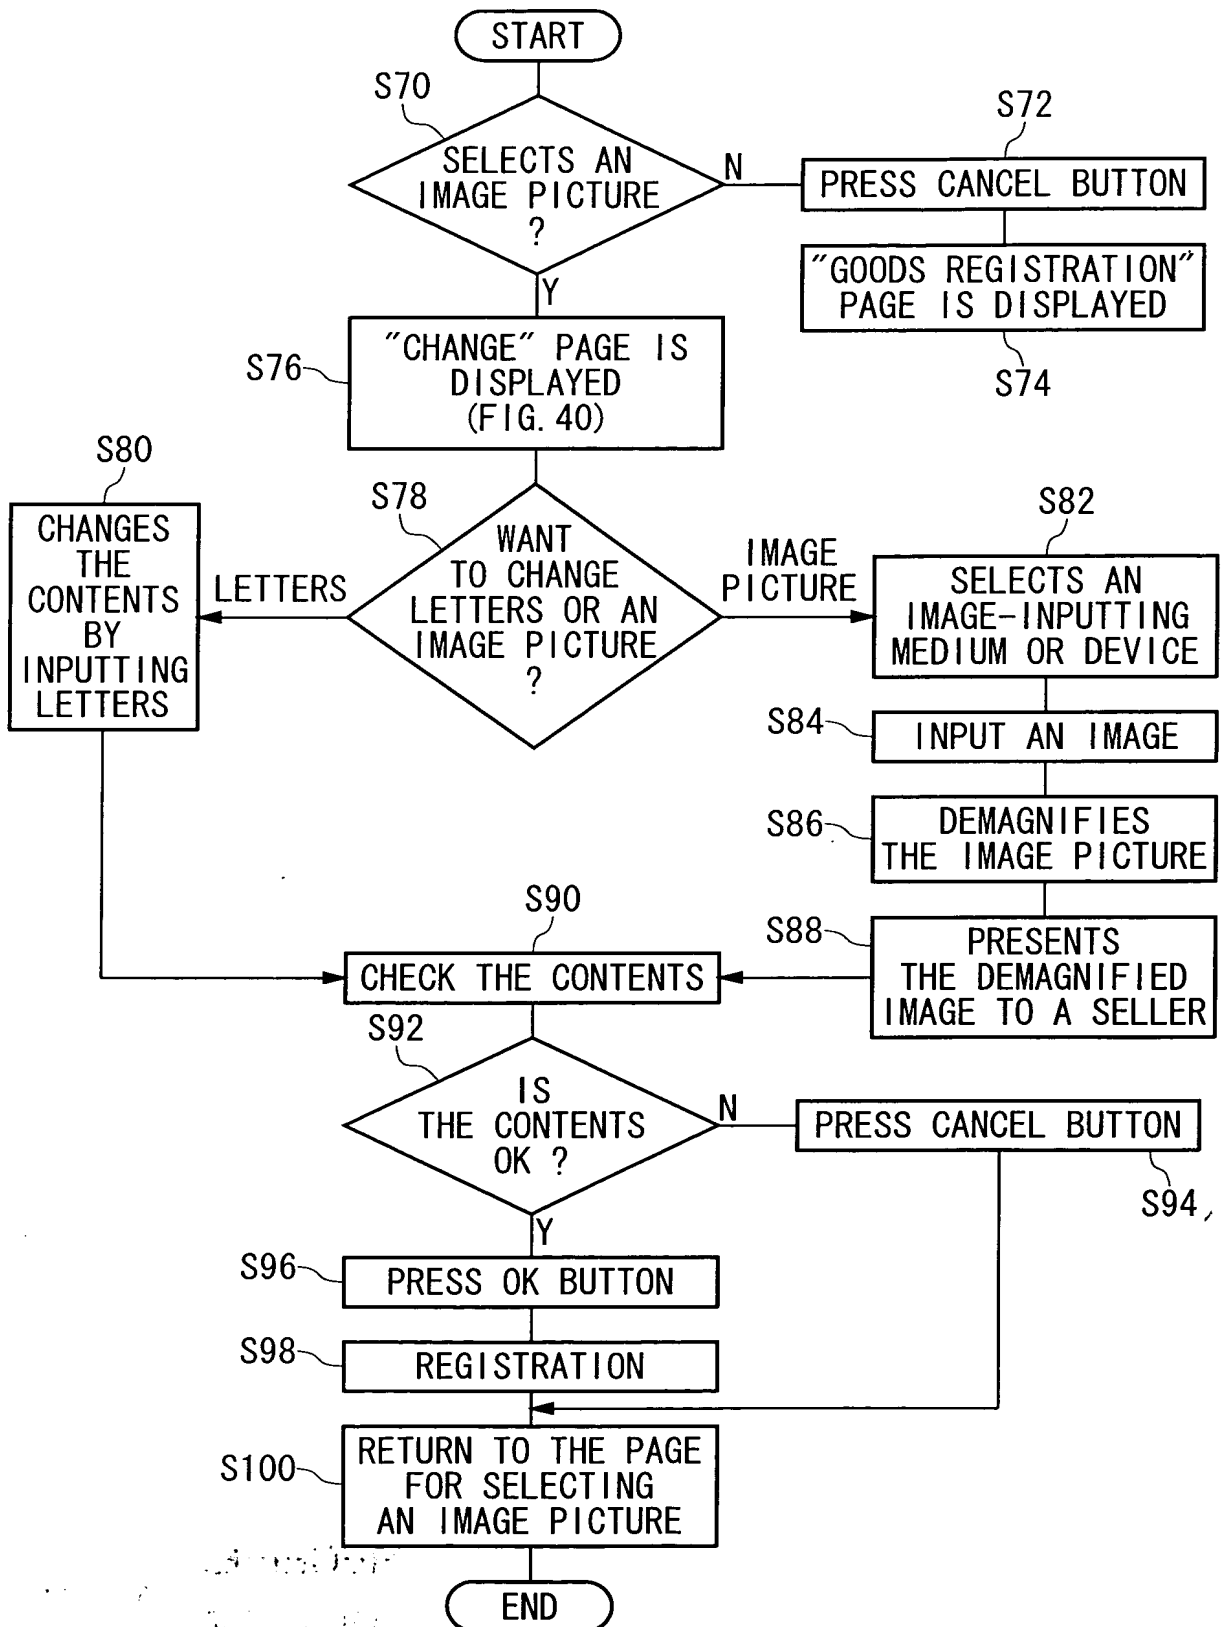 START
S70
SELECTS AN
IMAGE PICTURE
?
N
S72
PRESS CANCEL BUTTON
"GOODS REGISTRATION"
PAGE IS DISPLAYED
S74
Y
S76
"CHANGE" PAGE IS
DISPLAYED
(FIG. 40)
S78
WANT
TO CHANGE
LETTERS OR AN
IMAGE PICTURE
?
LETTERS
S80
CHANGES
THE
CONTENTS
BY
INPUTTING
LETTERS
IMAGE
PICTURE
S82
SELECTS AN
IMAGE-INPUTTING
MEDIUM OR DEVICE
S84
INPUT AN IMAGE
S86
DEMAGNIFIES
THE IMAGE PICTURE
S88
PRESENTS
THE DEMAGNIFIED
IMAGE TO A SELLER
S90
CHECK THE CONTENTS
S92
IS
THE CONTENTS
OK ?
N
PRESS CANCEL BUTTON
S94
Y
S96
PRESS OK BUTTON
S98
REGISTRATION
S100
RETURN TO THE PAGE
FOR SELECTING
AN IMAGE PICTURE
END